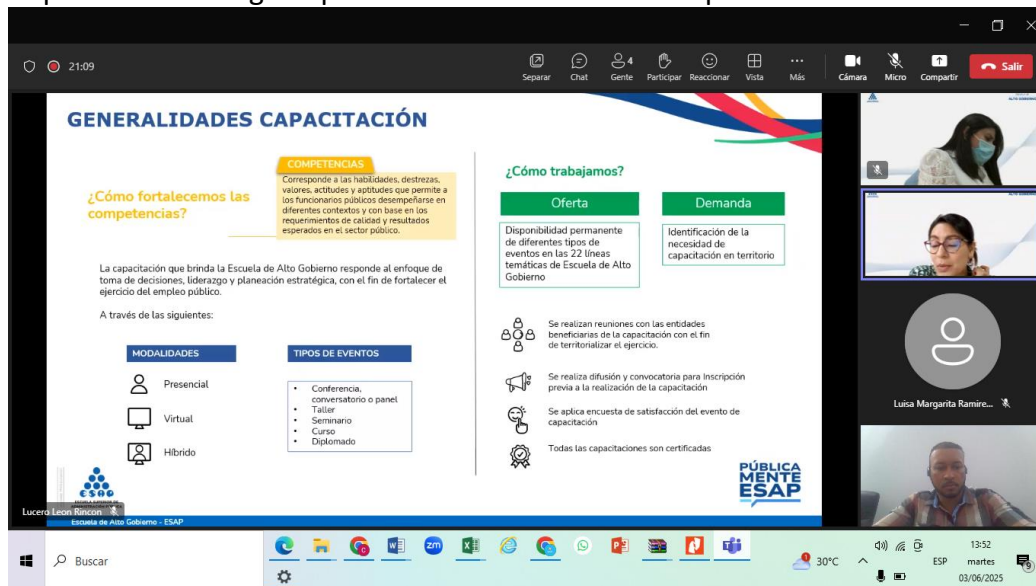 21:09
Separar
Chat
4
Gente
Participar
Reaccionar
Vista
Más
Cámara
Micro
Compartir
Salir
GENERALIDADES CAPACITACIÓN
¿Cómo fortalecemos las
competencias?
COMPETENCIAS
Corresponde a las habilidades, destrezas,
valores, actitudes y aptitudes que permite a
los funcionarios públicos desempeñarse en
diferentes contextos y con base en los
requerimientos de calidad y resultados
esperados en el sector público.
La capacitación que brinda la Escuela de Alto Gobierno responde al enfoque de
toma de decisiones, liderazgo y planeación estratégica, con el fin de fortalecer el
ejercicio del empleo público.
A través de las siguientes:
MODALIDADES
Presencial
Virtual
Híbrido
TIPOS DE EVENTOS
• Conferencia,
conversatorio o panel
• Taller
• Seminario
• Curso
• Diplomado
¿Cómo trabajamos?
Oferta
Disponibilidad permanente
de diferentes tipos de
eventos en las 22 líneas
temáticas de Escuela de Alto
Gobierno
Demanda
Identificación de la
necesidad de
capacitación en territorio
Se realizan reuniones con las entidades
beneficiarias de la capacitación con el fin
de territorializar el ejercicio.
Se realiza difusión y convocatoria para Inscripción
previa a la realización de la capacitación
Se aplica encuesta de satisfacción del evento de
capacitación
Todas las capacitaciones son certificadas
PÚBLICA
MENTE
ESAP
ESAP
Lucero Leon Rincon
Escuela de Alto Gobierno - ESAP
Luisa Margarita Ramire...
Buscar
30°C
ESP
13:52
martes
03/06/2025